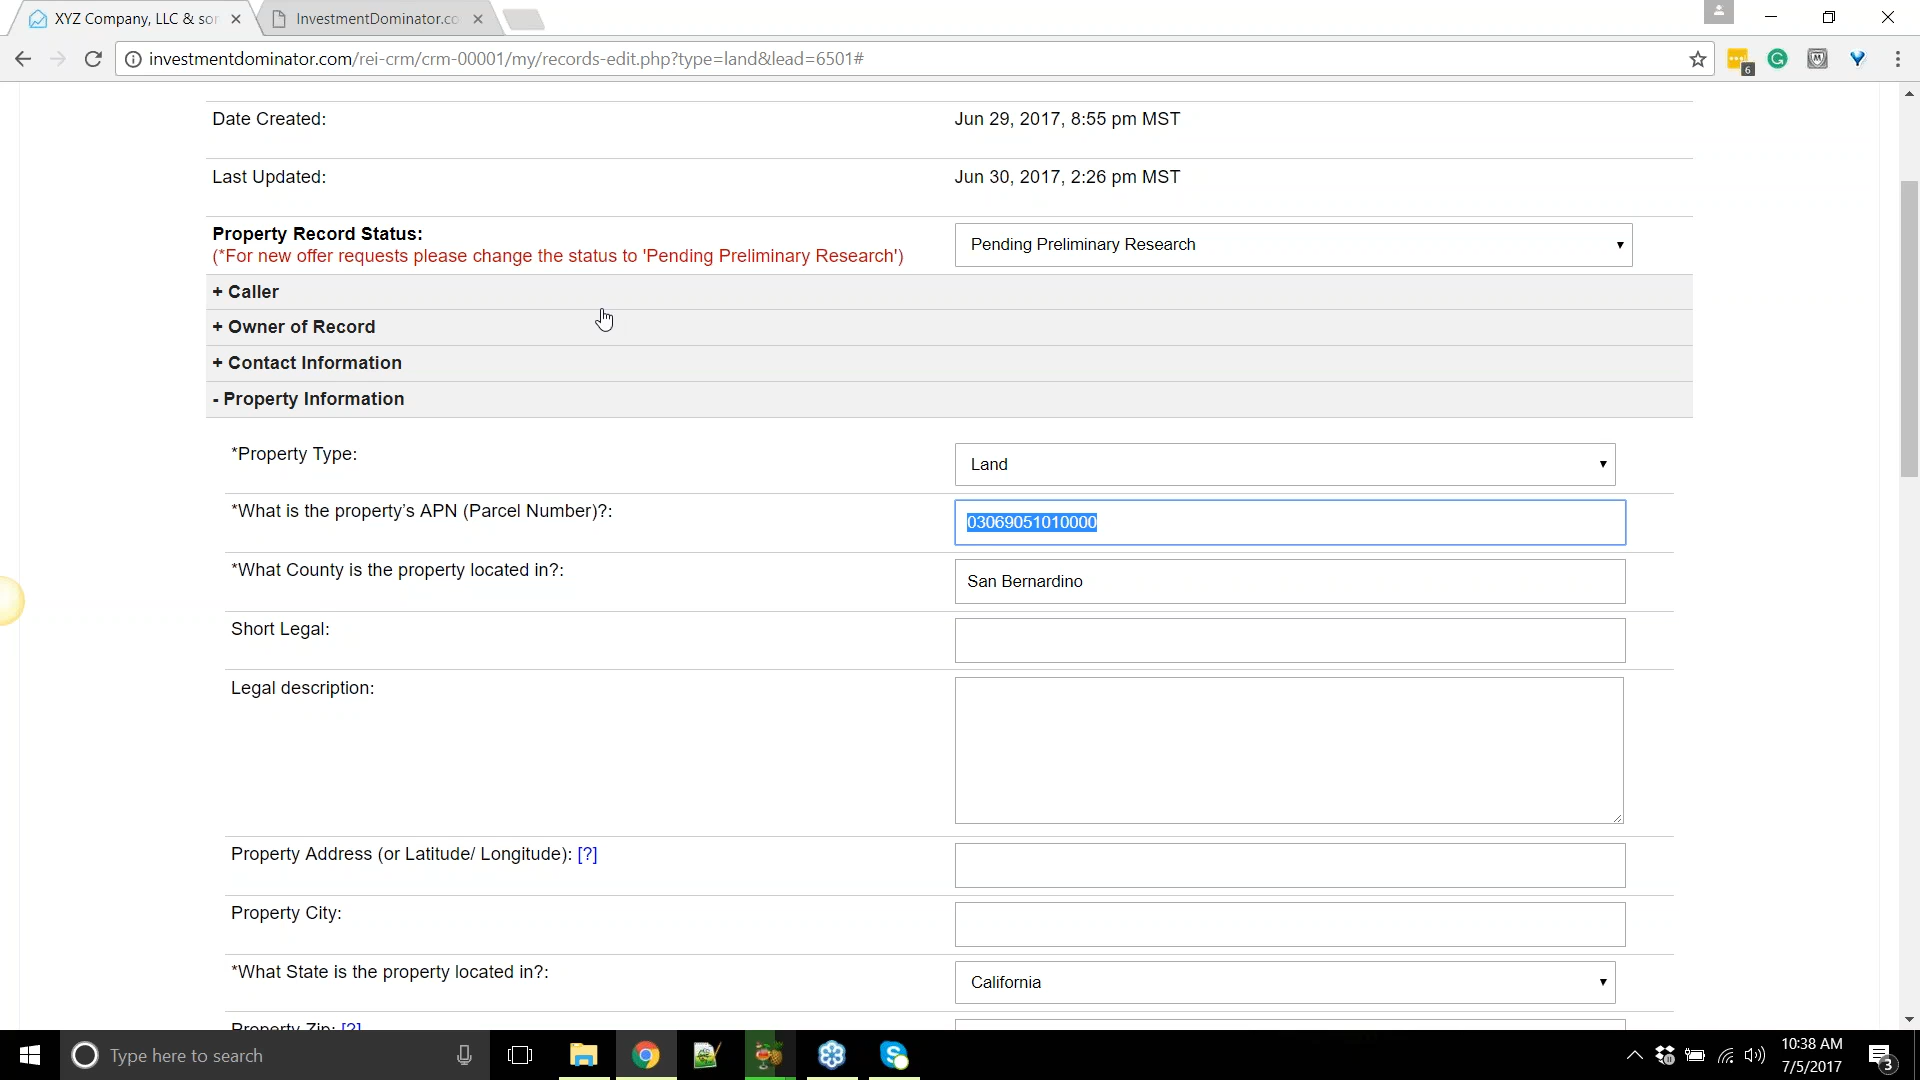 XYZ Company, LLC & sor
InvestmentDominator.co
investmentdominator.com/rei-crm/crm-00001/my/records-edit.php?type=land&lead=6501#
6
Date Created:
Jun 29, 2017, 8:55 pm MST
Last Updated:
Jun 30, 2017, 2:26 pm MST
Property Record Status:
(*For new offer requests please change the status to 'Pending Preliminary Research')
Pending Preliminary Research
+ Caller
+ Owner of Record
+ Contact Information
- Property Information
*Property Type:
Land
*What is the property's APN (Parcel Number)?:
03069051010000
*What County is the property located in?:
San Bernardino
Short Legal:
Legal description:
Property Address (or Latitude/ Longitude): [?]
Property City:
*What State is the property located in?:
California
Property Zip: [?]
Type here to search
10:38 AM
7/5/2017
3